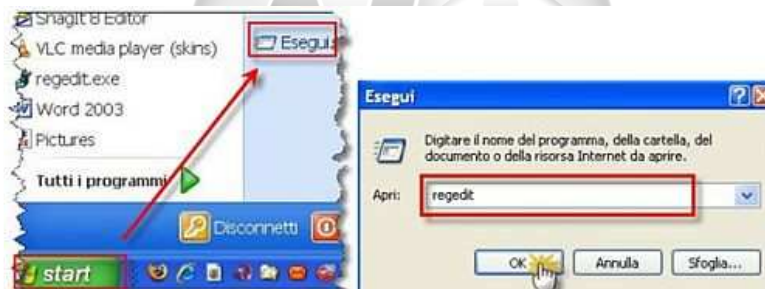 SnagIt 8 Editor
VLC media player (skins)
regedit.exe
Word 2003
Pictures
Tutti i programmi
Disconnetti
start
Esegui
Esegui
Digitare il nome del programma, della cartella, del
documento o della risorsa Internet da aprire.
Apri:
regedit
OK
Annulla
Sfoglia...